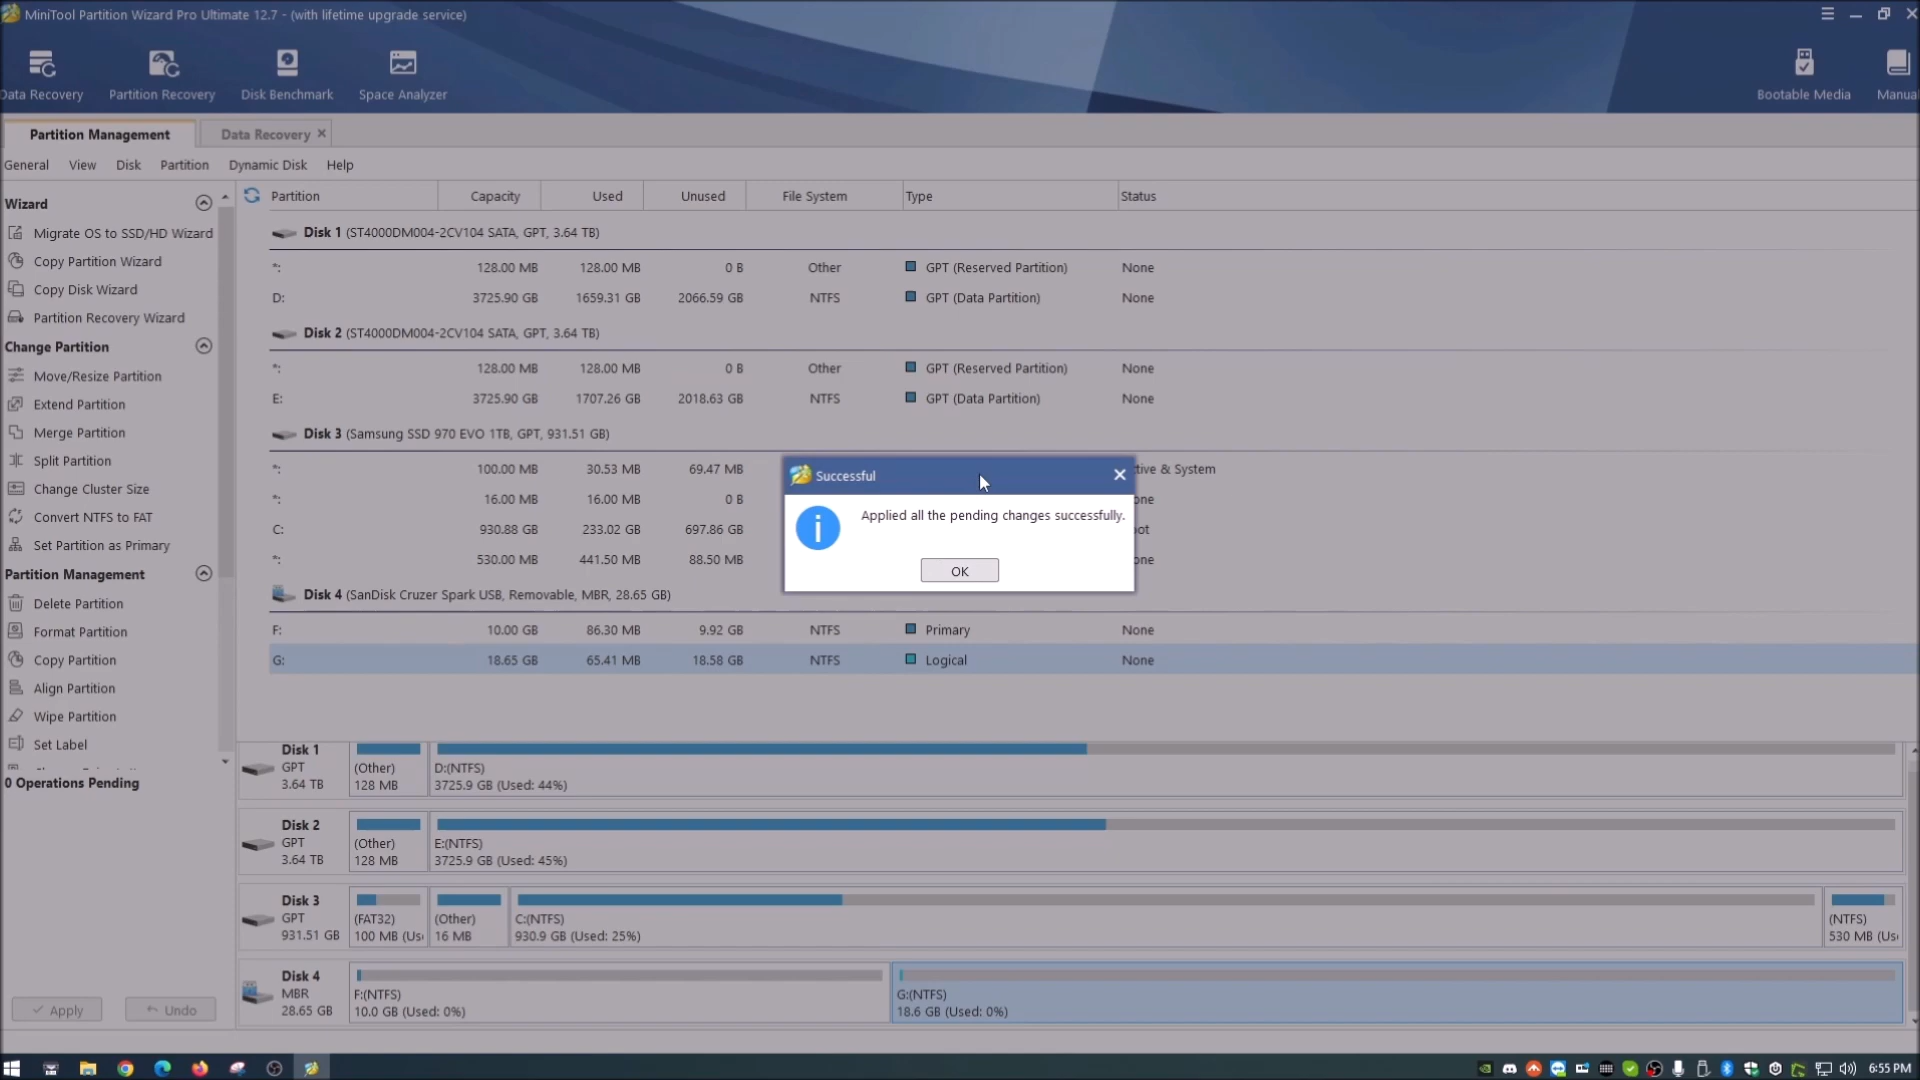 MiniTool Partition Wizard Pro Ultimate 12.7 - (with lifetime upgrade service)
Data Recovery Partition Recovery Disk Benchmark Space Analyzer Bootable Media Manua
Partition Management Data Recovery
General View Disk Partition Dynamic Disk Help
Wizard
Migrate OS to SSD/HD Wizard
Copy Partition Wizard
Copy Disk Wizard
Partition Recovery Wizard
Change Partition
Move/Resize Partition
Extend Partition
Merge Partition
Split Partition
Change Cluster Size
Convert NTFS to FAT
Set Partition as Primary
Partition Management
Delete Partition
Format Partition
Copy Partition
Align Partition
Wipe Partition
Set Label
0 Operations Pending
Apply Undo
Partition Capacity Used Unused File System Type Status
Disk 1 (ST4000DM004-2CV104 SATA, GPT, 3.64 TB)
*: 128.00 MB 128.00 MB 0 B Other GPT (Reserved Partition) None
D: 3725.90 GB 1659.31 GB 2066.59 GB NTFS GPT (Data Partition) None
Disk 2 (ST4000DM004-2CV104 SATA, GPT, 3.64 TB)
*: 128.00 MB 128.00 MB 0 B Other GPT (Reserved Partition) None
E: 3725.90 GB 1707.26 GB 2018.63 GB NTFS GPT (Data Partition) None
Disk 3 (Samsung SSD 970 EVO 1TB, GPT, 931.51 GB)
*: 100.00 MB 30.53 MB 69.47 MB tive & System
*: 16.00 MB 16.00 MB 0 B one
C: 930.88 GB 233.02 GB 697.86 GB oot
*: 530.00 MB 441.50 MB 88.50 MB one
Disk 4 (SanDisk Cruzer Spark USB, Removable, MBR, 28.65 GB)
F: 10.00 GB 86.30 MB 9.92 GB NTFS Primary None
G: 18.65 GB 65.41 MB 18.58 GB NTFS Logical None
Successful
Applied all the pending changes successfully.
OK
Disk 1
GPT
3.64 TB
(Other)
128 MB
D:(NTFS)
3725.9 GB (Used: 44%)
Disk 2
GPT
3.64 TB
(Other)
128 MB
E:(NTFS)
3725.9 GB (Used: 45%)
Disk 3
GPT
931.51 GB
(FAT32)
100 MB (Us
(Other)
16 MB
C:(NTFS)
930.9 GB (Used: 25%)
(NTFS)
530 MB (Us
Disk 4
MBR
28.65 GB
F:(NTFS)
10.0 GB (Used: 0%)
G:(NTFS)
18.6 GB (Used: 0%)
6:55 PM